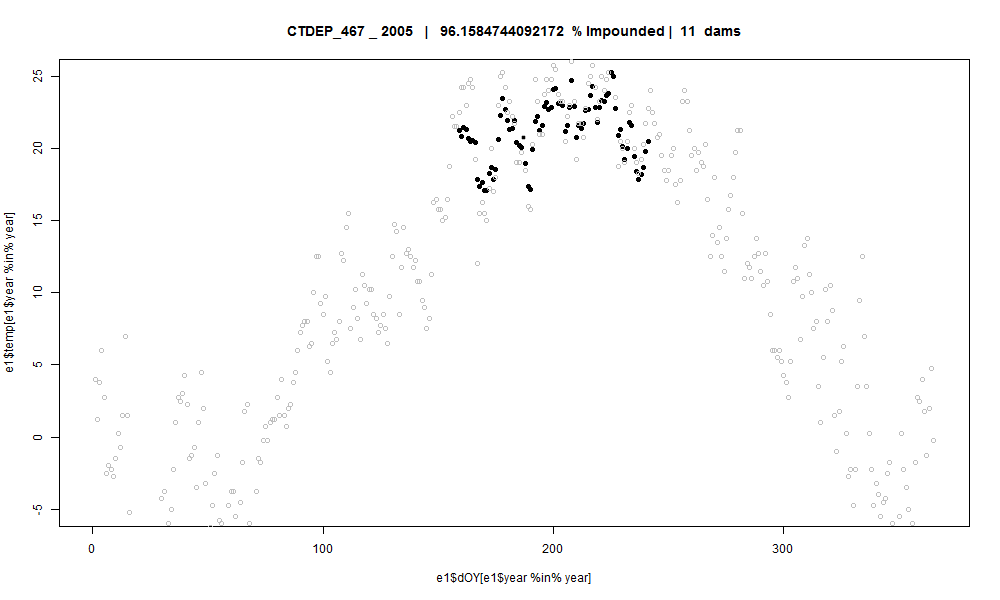 CTDEP_467 _ 2005 | 96.1584744092172 % Impounded | 11 dams
e1$temp[e1$year %in% year]
25
20
15
10
5
0
-5
0 100 200 300
e1$dOY[e1$year %in% year]